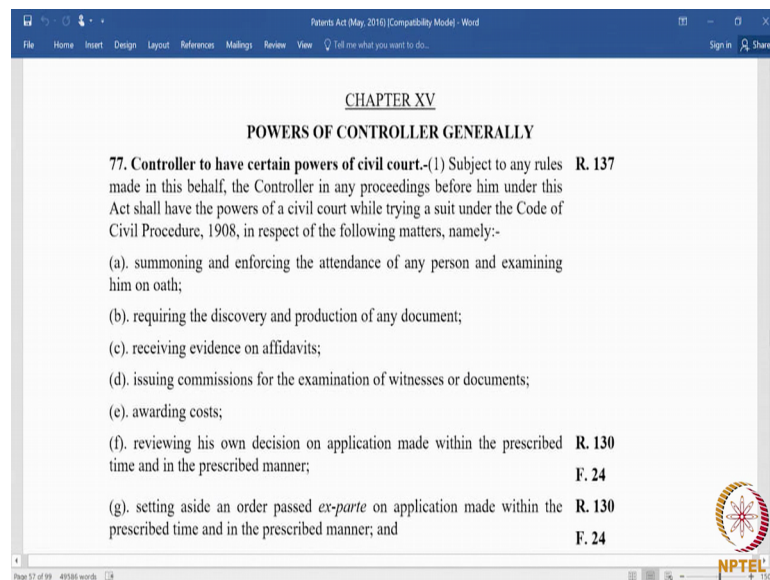 Patents Act (May, 2016) [Compatibility Mode] - Word
File Home Insert Design Layout References Mailings Review View Tell me what you want to do... Sign in Share
CHAPTER XV
POWERS OF CONTROLLER GENERALLY
77. Controller to have certain powers of civil court.-(1) Subject to any rules R. 137
made in this behalf, the Controller in any proceedings before him under this
Act shall have the powers of a civil court while trying a suit under the Code of
Civil Procedure, 1908, in respect of the following matters, namely:-
(a). summoning and enforcing the attendance of any person and examining
him on oath;
(b). requiring the discovery and production of any document;
(c). receiving evidence on affidavits;
(d). issuing commissions for the examination of witnesses or documents;
(e). awarding costs;
(f). reviewing his own decision on application made within the prescribed R. 130
time and in the prescribed manner;
F. 24
(g). setting aside an order passed ex-parte on application made within the R. 130
prescribed time and in the prescribed manner; and
F. 24
NPTEL
Page 57 of 99 49586 words